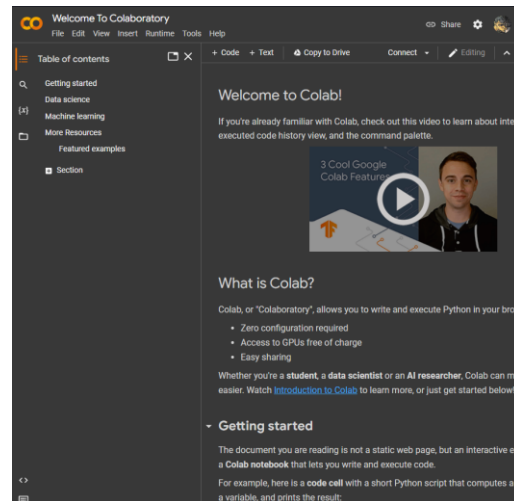 Welcome To Colaboratory
File Edit View Insert Runtime Tools Help
Share
Table of contents
Getting started
Data science
Machine learning
More Resources
Featured examples
Section
{x}
<>
+ Code + Text Copy to Drive Connect Editing
Welcome to Colab!
If you're already familiar with Colab, check out this video to learn about inte
executed code history view, and the command palette.
3 Cool Google
Colab Features
What is Colab?
Colab, or "Colaboratory", allows you to write and execute Python in your bro
• Zero configuration required
• Access to GPUs free of charge
• Easy sharing
Whether you're a student, a data scientist or an AI researcher, Colab can m
easier. Watch Introduction to Colab to learn more, or just get started below!
Getting started
The document you are reading is not a static web page, but an interactive e
a Colab notebook that lets you write and execute code.
For example, here is a code cell with a short Python script that computes a
a variable, and prints the result: